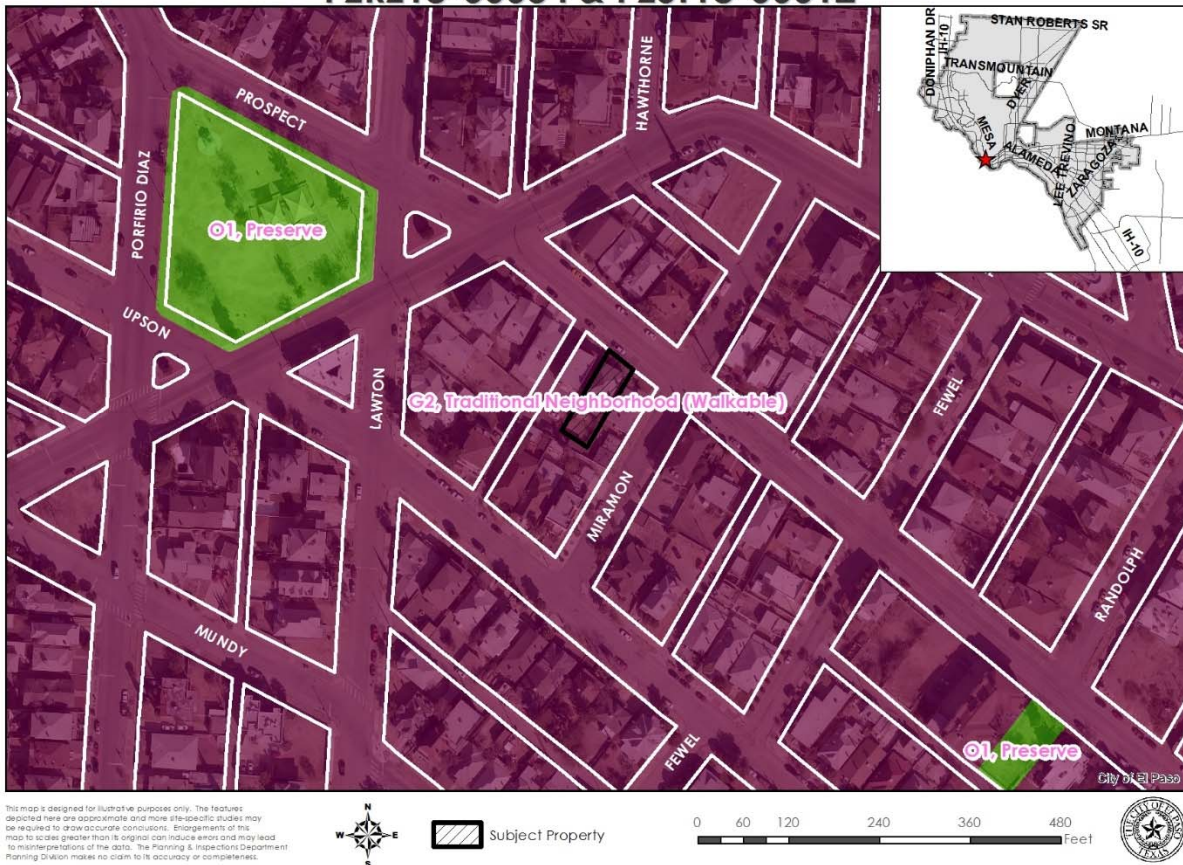 STAN ROBERTS SR
DONIPHAN DR
IH-10
TRANSMOUNTAIN
DYER
MESA
MONTANA
ALAMEDA
LEE TREVINO
ZARAGOZA
IH-10
PROSPECT
HAWTHORNE
PORFIRIO DIAZ
O1, Preserve
UPSON
LAWTON
G2, Traditional Neighborhood (Walkable)
FEWEL
MIRAMON
RANDOLPH
MUNDY
FEWEL
O1, Preserve
City of El Paso
This map is designed for illustrative purposes only. The features
depicted here are approximate and more site-specific studies may
be required to draw accurate conclusions. Enlargements of this
map to scales greater than its original can induce errors and may lead
to misinterpretations of the data. The Planning & Inspections Department
Planning Division makes no claim to its accuracy or completeness.
N
W E
S
Subject Property
0 60 120 240 360 480
Feet